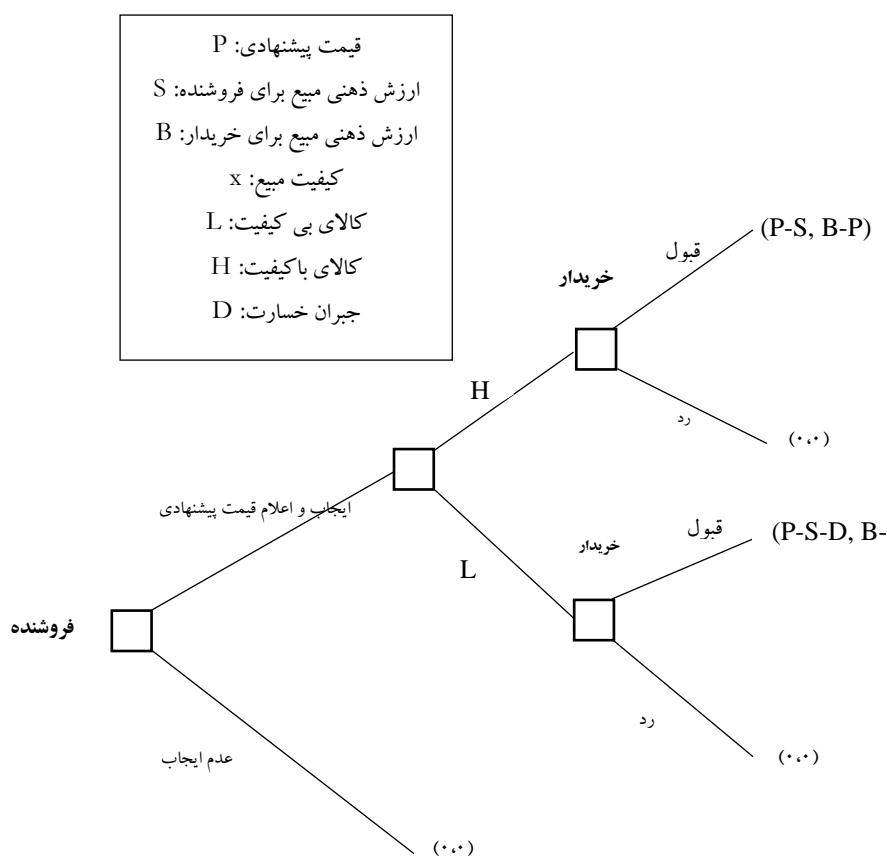 قیمت پیشنهادی: P
ارزش ذهنی مبیع برای فروشنده: S
ارزش ذهنی مبیع برای خریدار: B
کیفیت مبیع: x
کالای بی کیفیت: L
کالای باکیفیت: H
جبران خسارت: D
(P-S, B-P)
قبول
خریدار
H
رد
(۰،۰)
ایجاب و اعلام قیمت پیشنهادی
قبول
(P-S-D, B-
خریدار
L
فروشنده
رد
عدم ایجاب
(۰،۰)
(۰،۰)